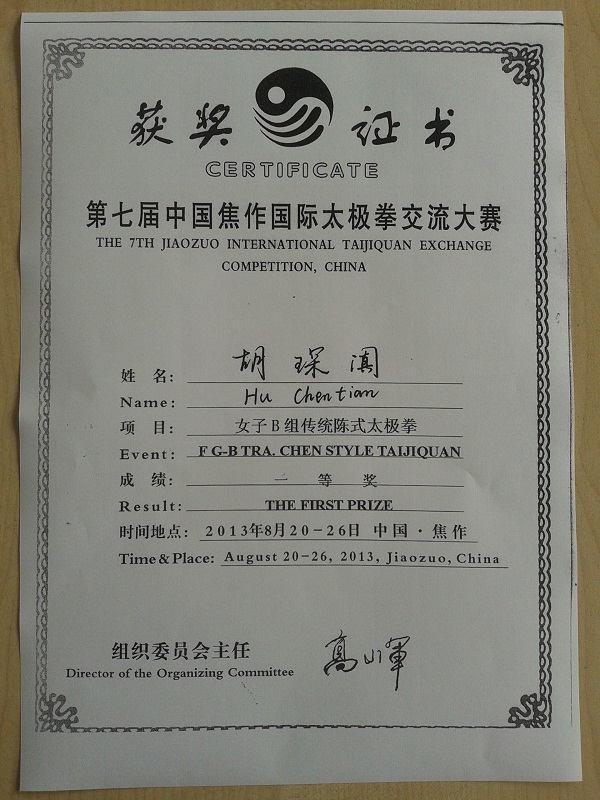 获奖证书
CERTIFICATE
第七届中国焦作国际太极拳交流大赛
THE 7TH JIAOZUO INTERNATIONAL TAIJIQUAN EXCHANGE
COMPETITION, CHINA
姓 名: 胡琛阗
Name: Hu Chentian
项 目: 女子B组传统陈式太极拳
Event: F G-B TRA. CHEN STYLE TAIJIQUAN
成 绩: 一 等 奖
Result: THE FIRST PRIZE
时间地点: 2013年8月20-26日 中国·焦作
Time & Place: August 20-26, 2013, Jiaozuo, China
组织委员会主任
Director of the Organizing Committee